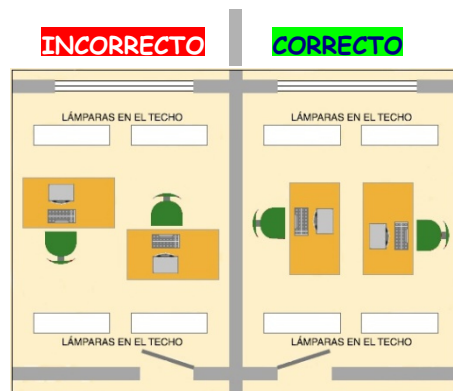 INCORRECTO
CORRECTO
LÁMPARAS EN EL TECHO
LÁMPARAS EN EL TECHO
LÁMPARAS EN EL TECHO
LÁMPARAS EN EL TECHO